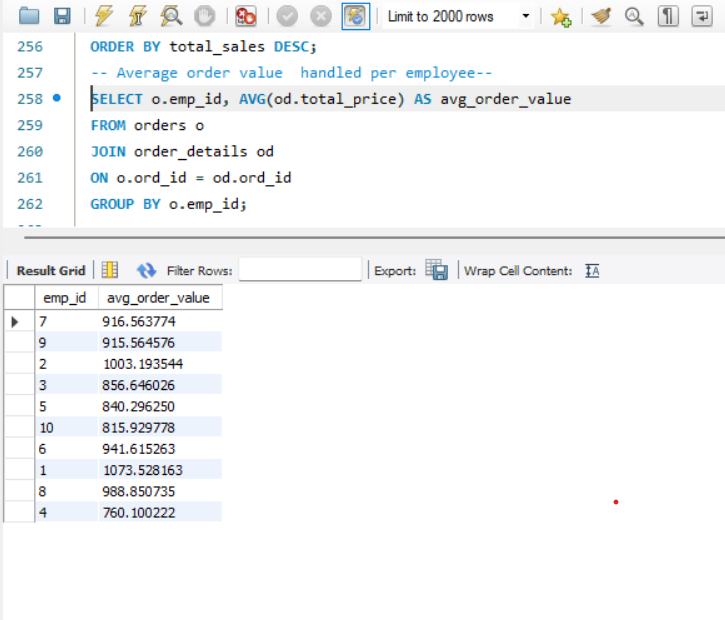 Limit to 2000 rows
256 ORDER BY total_sales DESC;
257 -- Average order value  handled per employee--
258 SELECT o.emp_id, AVG(od.total_price) AS avg_order_value
259 FROM orders o
260 JOIN order_details od
261 ON o.ord_id = od.ord_id
262 GROUP BY o.emp_id;
Result Grid Filter Rows: Export: Wrap Cell Content: IA
emp_id avg_order_value
7 916.563774
9 915.564576
2 1003.193544
3 856.646026
5 840.296250
10 815.929778
6 941.615263
1 1073.528163
8 988.850735
4 760.100222